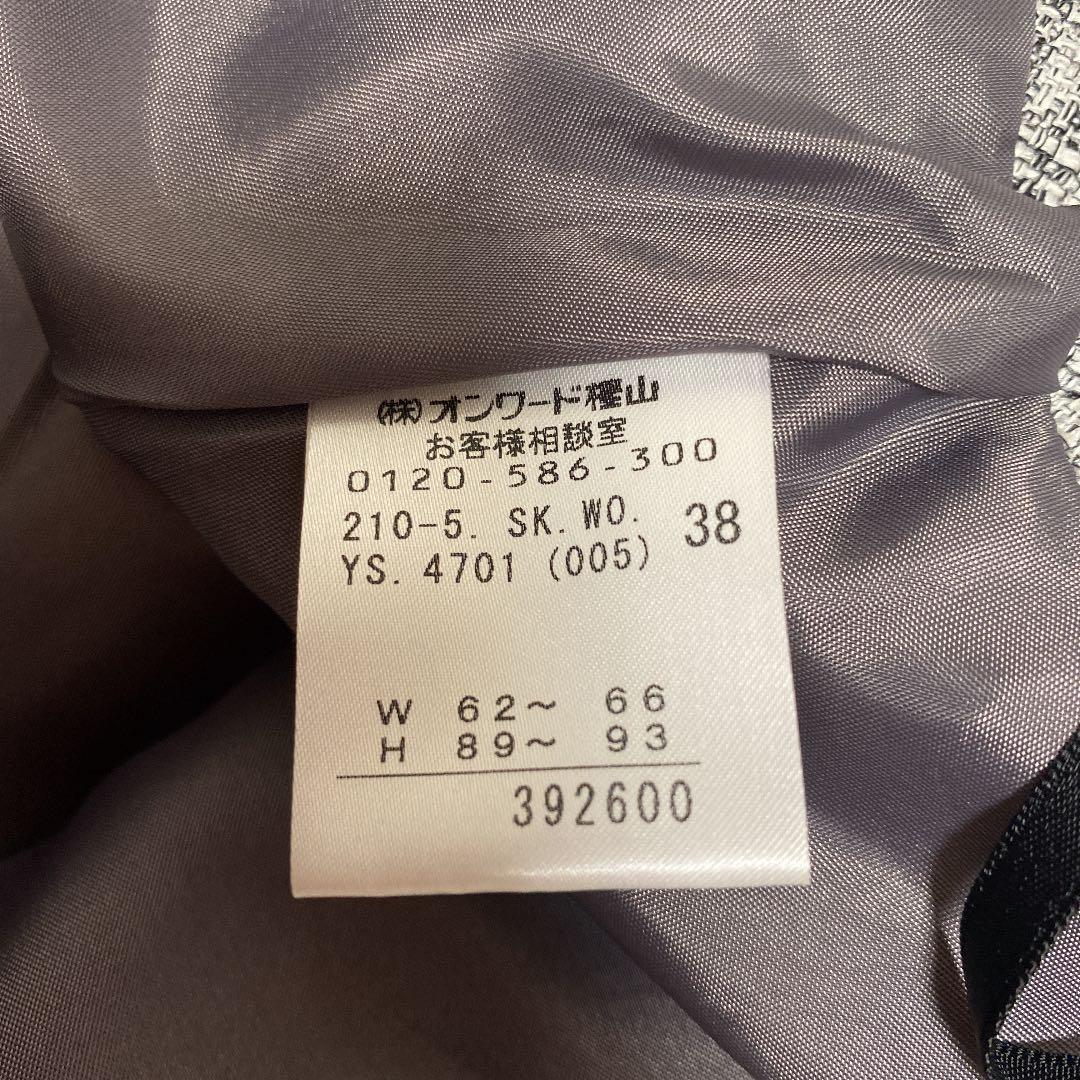 (株)オンワード樫山
お客様相談室
0120-586-300
210-5. SK. WO. 38
YS. 4701 (005)
W 62～ 66
H 89～ 93
392600